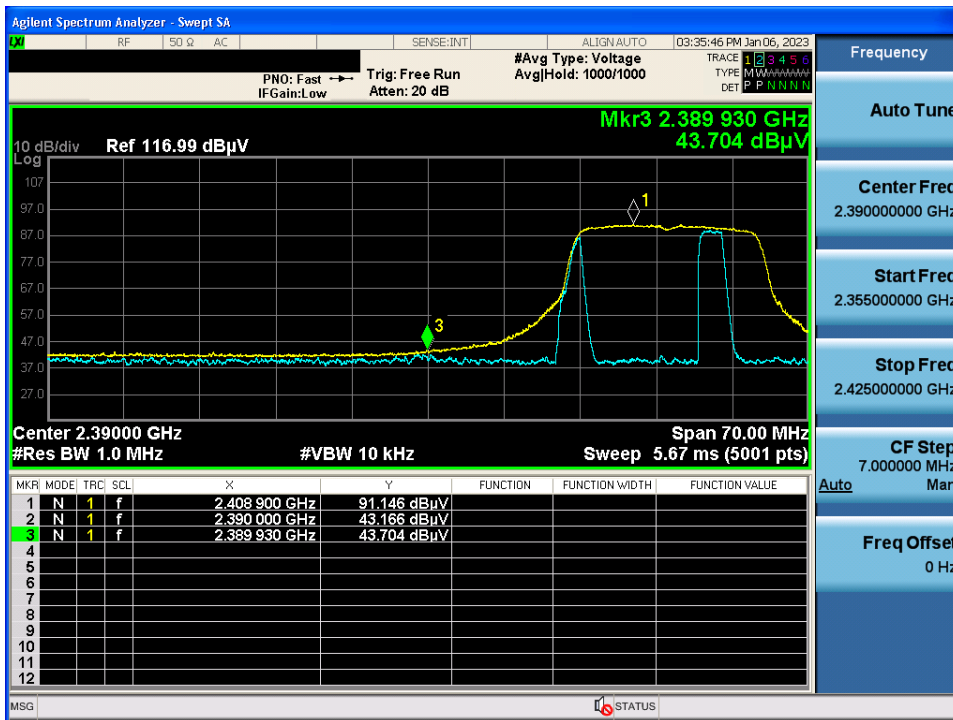 Agilent Spectrum Analyzer - Swept SA
LXI RF 50 Ω AC SENSE:INT ALIGN AUTO 03:35:46 PM Jan 06, 2023
PNO: Fast Trig: Free Run #Avg Type: Voltage TRACE 1 2 3 4 5 6
IFGain:Low Atten: 20 dB Avg|Hold: 1000/1000 TYPE M WWWWW
DET P P N N N N
Mkr3 2.389 930 GHz
43.704 dBµV
10 dB/div Ref 116.99 dBµV
Log
107
97.0
87.0
77.0
67.0
57.0
47.0
37.0
27.0
1
3
Center 2.39000 GHz Span 70.00 MHz
#Res BW 1.0 MHz #VBW 10 kHz Sweep 5.67 ms (5001 pts)
MKR MODE TRC SCL X Y FUNCTION FUNCTION WIDTH FUNCTION VALUE
1 N 1 f 2.408 900 GHz 91.146 dBµV
2 N 1 f 2.390 000 GHz 43.166 dBµV
3 N 1 f 2.389 930 GHz 43.704 dBµV
4
5
6
7
8
9
10
11
12
MSG STATUS
Frequency
Auto Tune
Center Freq
2.390000000 GHz
Start Freq
2.355000000 GHz
Stop Freq
2.425000000 GHz
CF Step
7.000000 MHz
Auto Man
Freq Offset
0 Hz